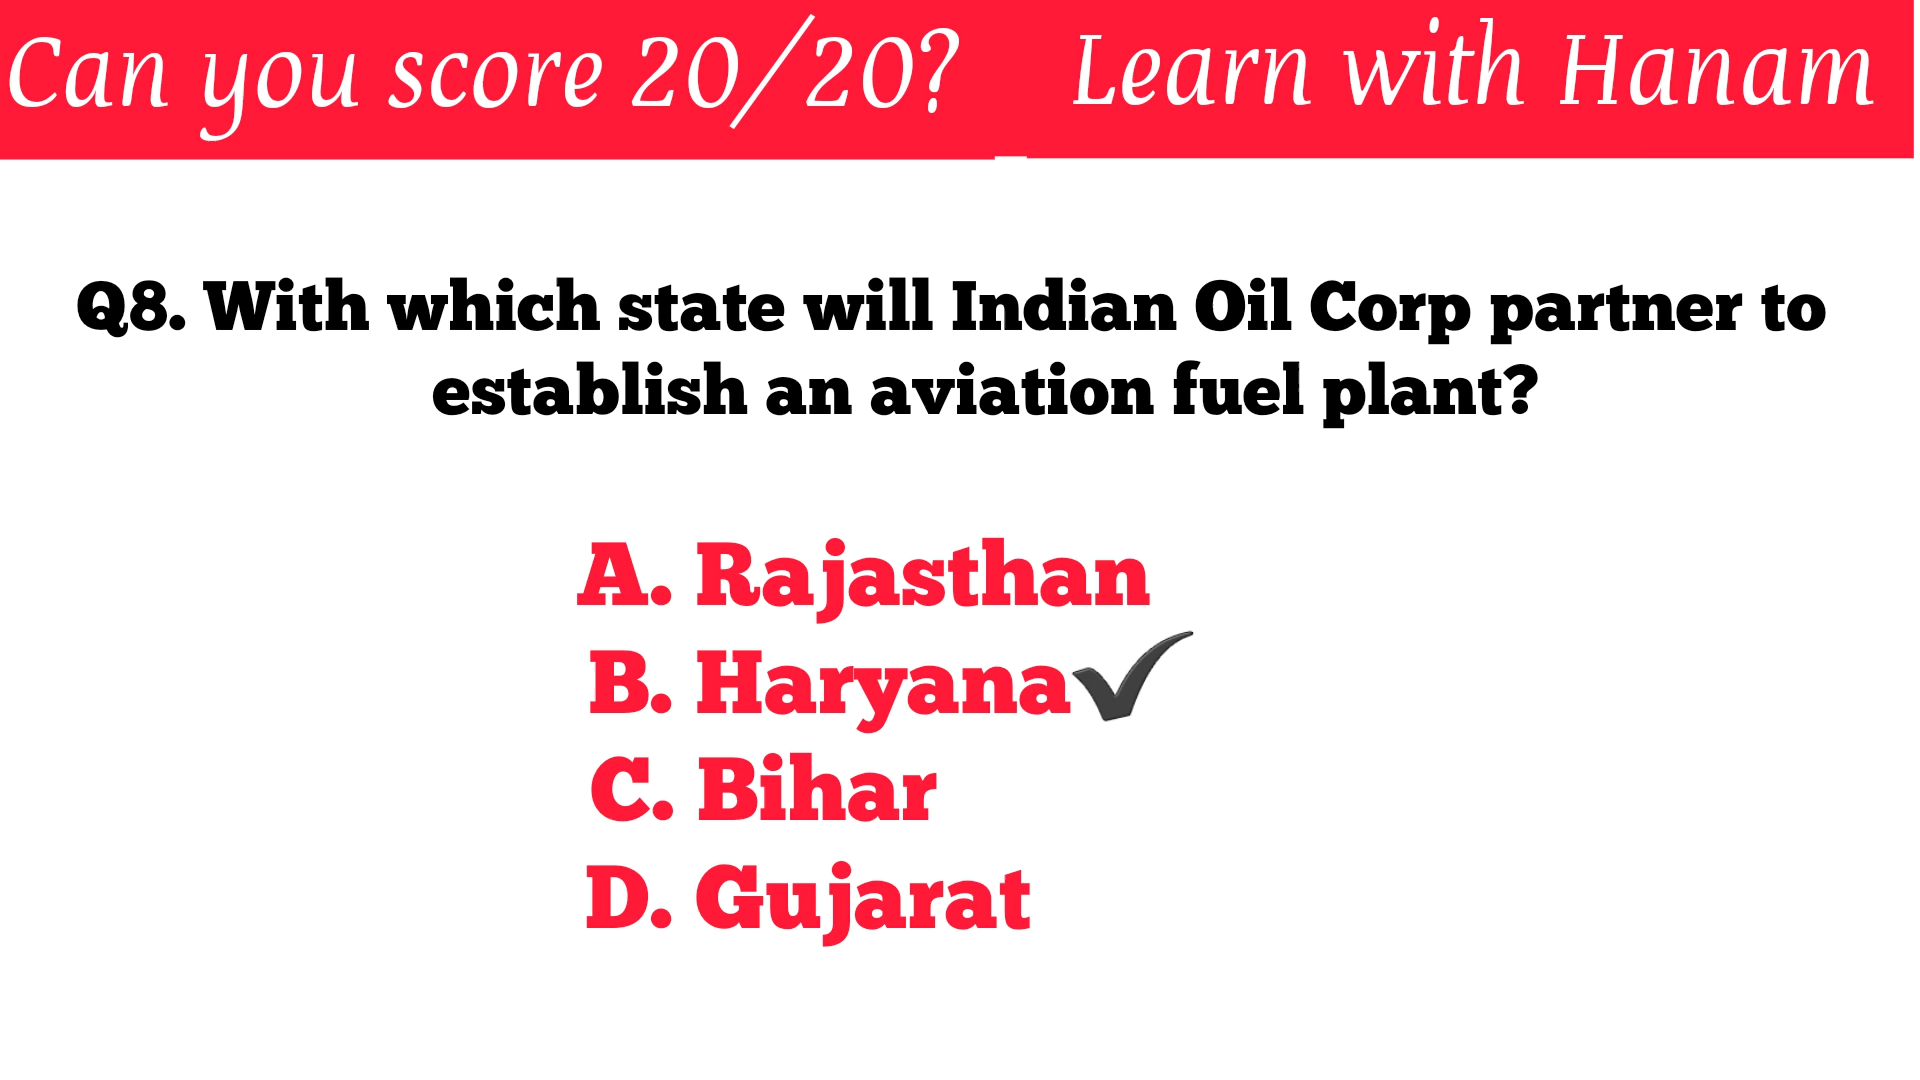 Can you score 20/20? Learn with Hanam
Q8. With which state will Indian Oil Corp partner to
establish an aviation fuel plant?
A. Rajasthan
B. Haryana✔
C. Bihar
D. Gujarat